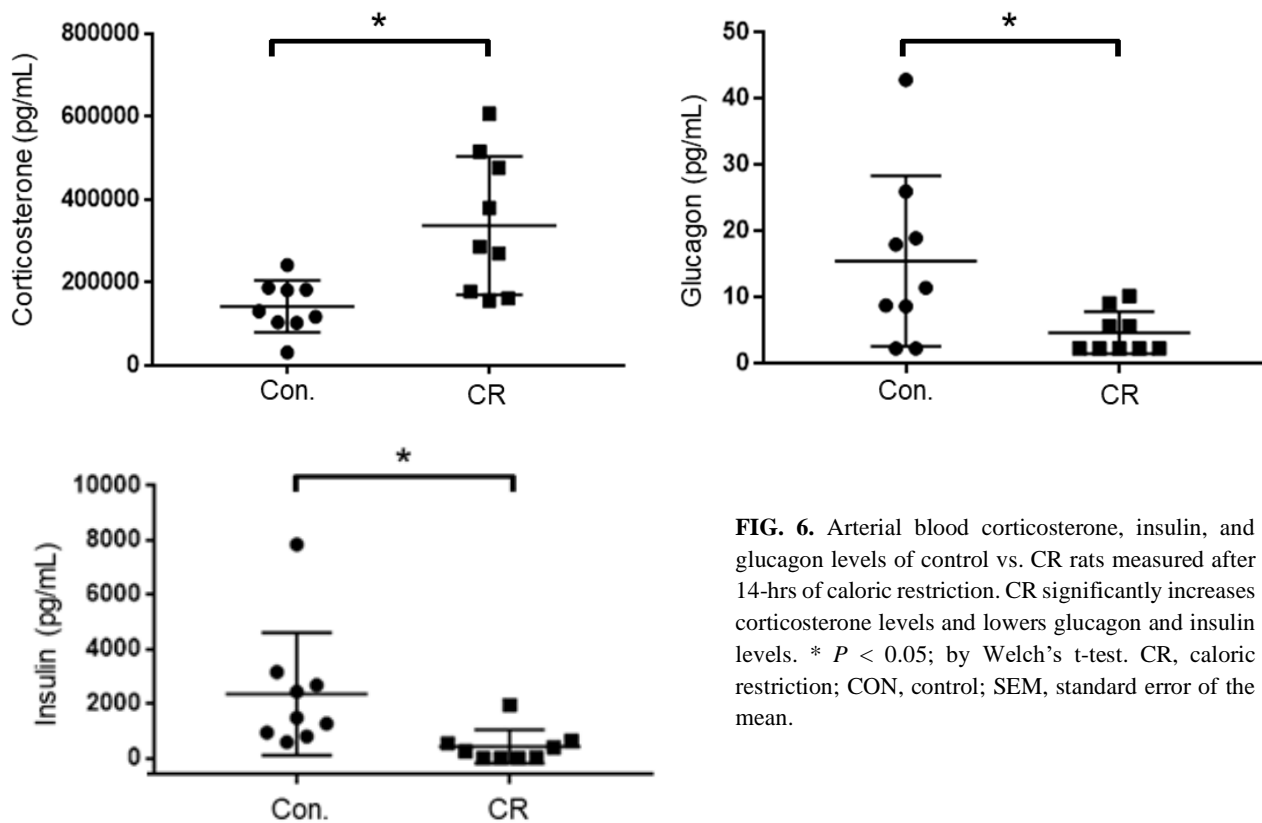 *
800000
600000
400000
200000
0
Corticosterone (pg/mL)
Con.
CR
*
50
40
30
20
10
0
Glucagon (pg/mL)
Con.
CR
*
10000
8000
6000
4000
2000
0
Insulin (pg/mL)
Con.
CR
FIG. 6. Arterial blood corticosterone, insulin, and
glucagon levels of control vs. CR rats measured after
14-hrs of caloric restriction. CR significantly increases
corticosterone levels and lowers glucagon and insulin
levels. * P < 0.05; by Welch’s t-test. CR, caloric
restriction; CON, control; SEM, standard error of the
mean.